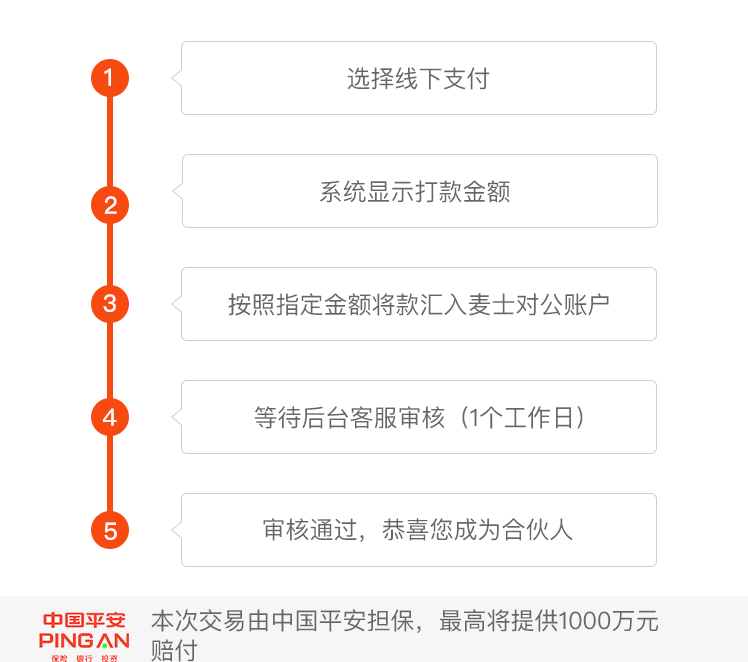 1
选择线下支付
2
系统显示打款金额
3
按照指定金额将款汇入麦士对公账户
4
等待后台客服审核（1个工作日）
5
审核通过，恭喜您成为合伙人
中国平安
PINGAN
保险 银行 投资
本次交易由中国平安担保，最高将提供1000万元
赔付